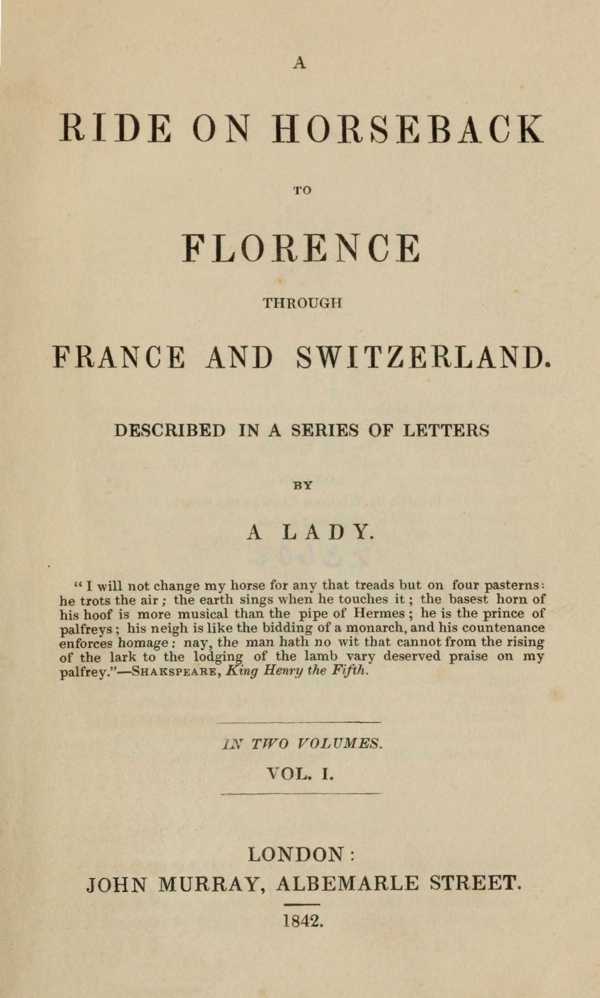 A
RIDE ON HORSEBACK
TO
FLORENCE
THROUGH
FRANCE AND SWITZERLAND.
DESCRIBED IN A SERIES OF LETTERS
BY
A LADY.
“ I will not change my horse for any that treads but on four pasterns:
he trots the air; the earth sings when he touches it; the basest horn of
his hoof is more musical than the pipe of Hermes; he is the prince of
palfreys; his neigh is like the bidding of a monarch, and his countenance
enforces homage: nay, the man hath no wit that cannot from the rising
of the lark to the lodging of the lamb vary deserved praise on my
palfrey.”—SHAKSPEARE, King Henry the Fifth.
IN TWO VOLUMES.
VOL. I.
LONDON:
JOHN MURRAY, ALBEMARLE STREET.
1842.